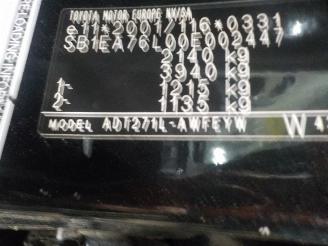 TOYOTA MOTOR EUROPE NV/SA
e11*2001/116*0331
SB1EA76L00E002447
2140 kg
3940 kg
1- 1215 kg
2- 1135 kg
MODEL ADT271L-AWFEYW